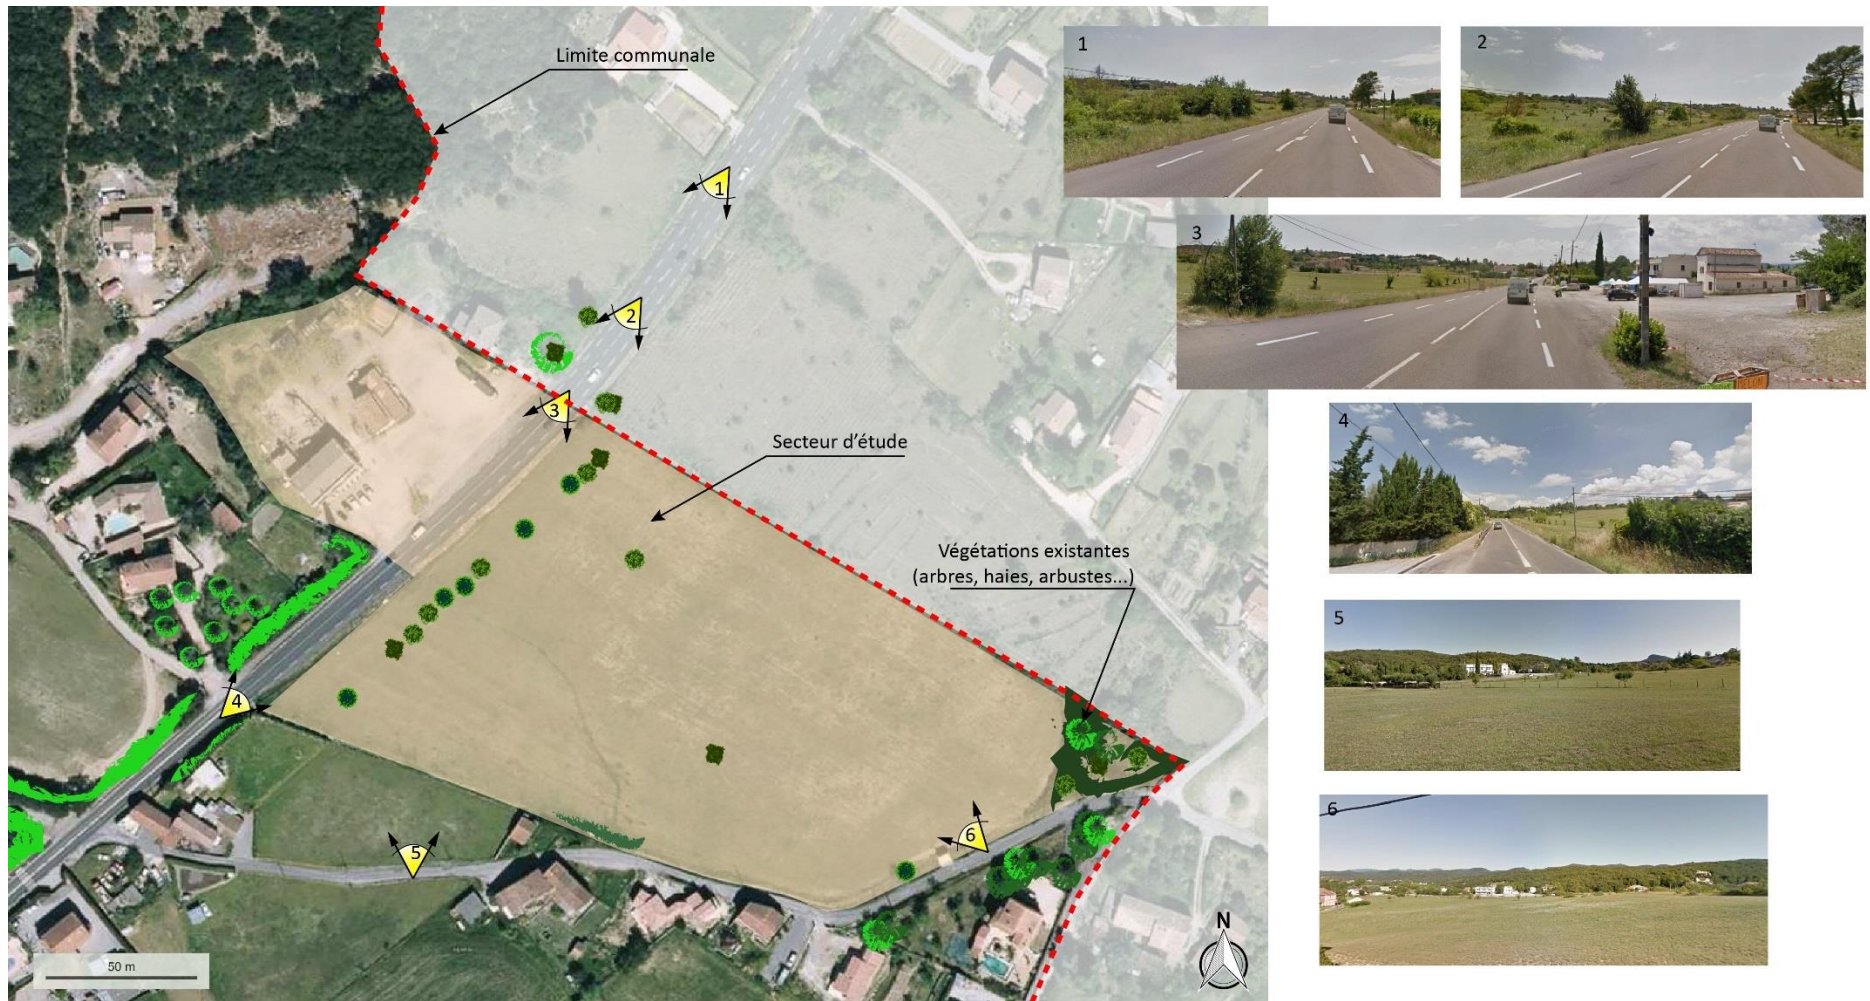 Limite communale
1
2
3
Secteur d'étude
Végétations existantes
(arbres, haies, arbustes...)
4
5
6
50 m
N
1
2
3
MELON
4
5
6